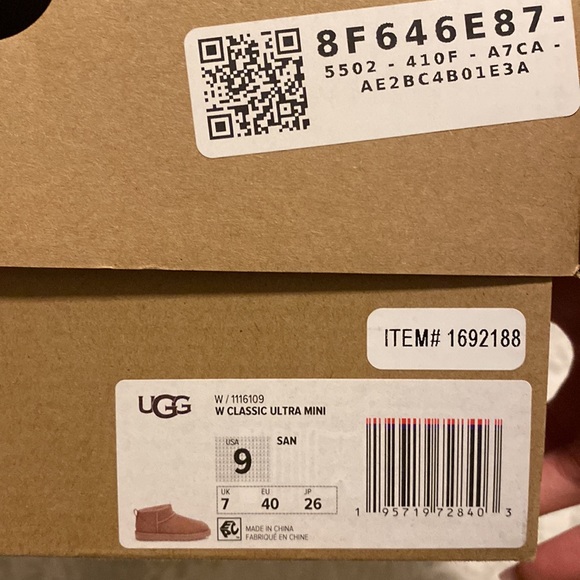 8F646E87-
5502 - 410F - A7CA -
AE2BC4B01E3A
ITEM# 1692188
UGG
W / 1116109
W CLASSIC ULTRA MINI
USA
9
SAN
UK EU JP
7 40 26
1 95719 72840 3
MADE IN CHINA
FABRIQUÉ EN CHINE